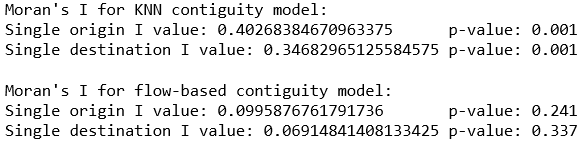 Moran's I for KNN contiguity model:
Single origin I value: 0.40268384670963375 p-value: 0.001
Single destination I value: 0.34682965125584575 p-value: 0.001
Moran's I for flow-based contiguity model:
Single origin I value: 0.0995876761791736 p-value: 0.241
Single destination I value: 0.06914841408133425 p-value: 0.337